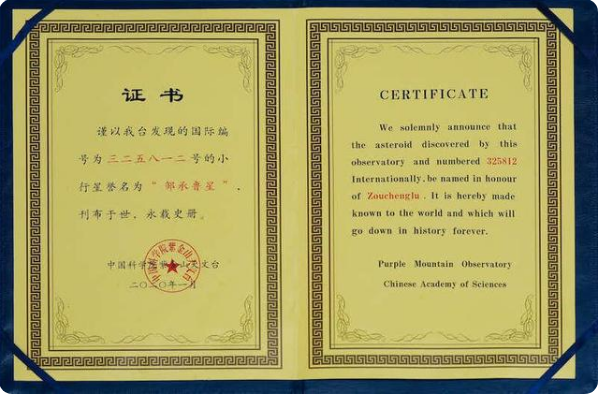 证书
谨以我台发现的国际编
号为三二五八一二号的小
行星誉名为“邹承鲁星”、
刊布于世、永载史册。
中国科学院紫金山天文台
二〇二〇年一月
CERTIFICATE
We solemnly announce that
the asteroid discovered by this
observatory and numbered 325812
Internationally, be named in honour
of Zouchenglu . It is hereby made
known to the world and which will
go down in history forever.
Purple Mountain Observatory
Chinese Academy of Sciences